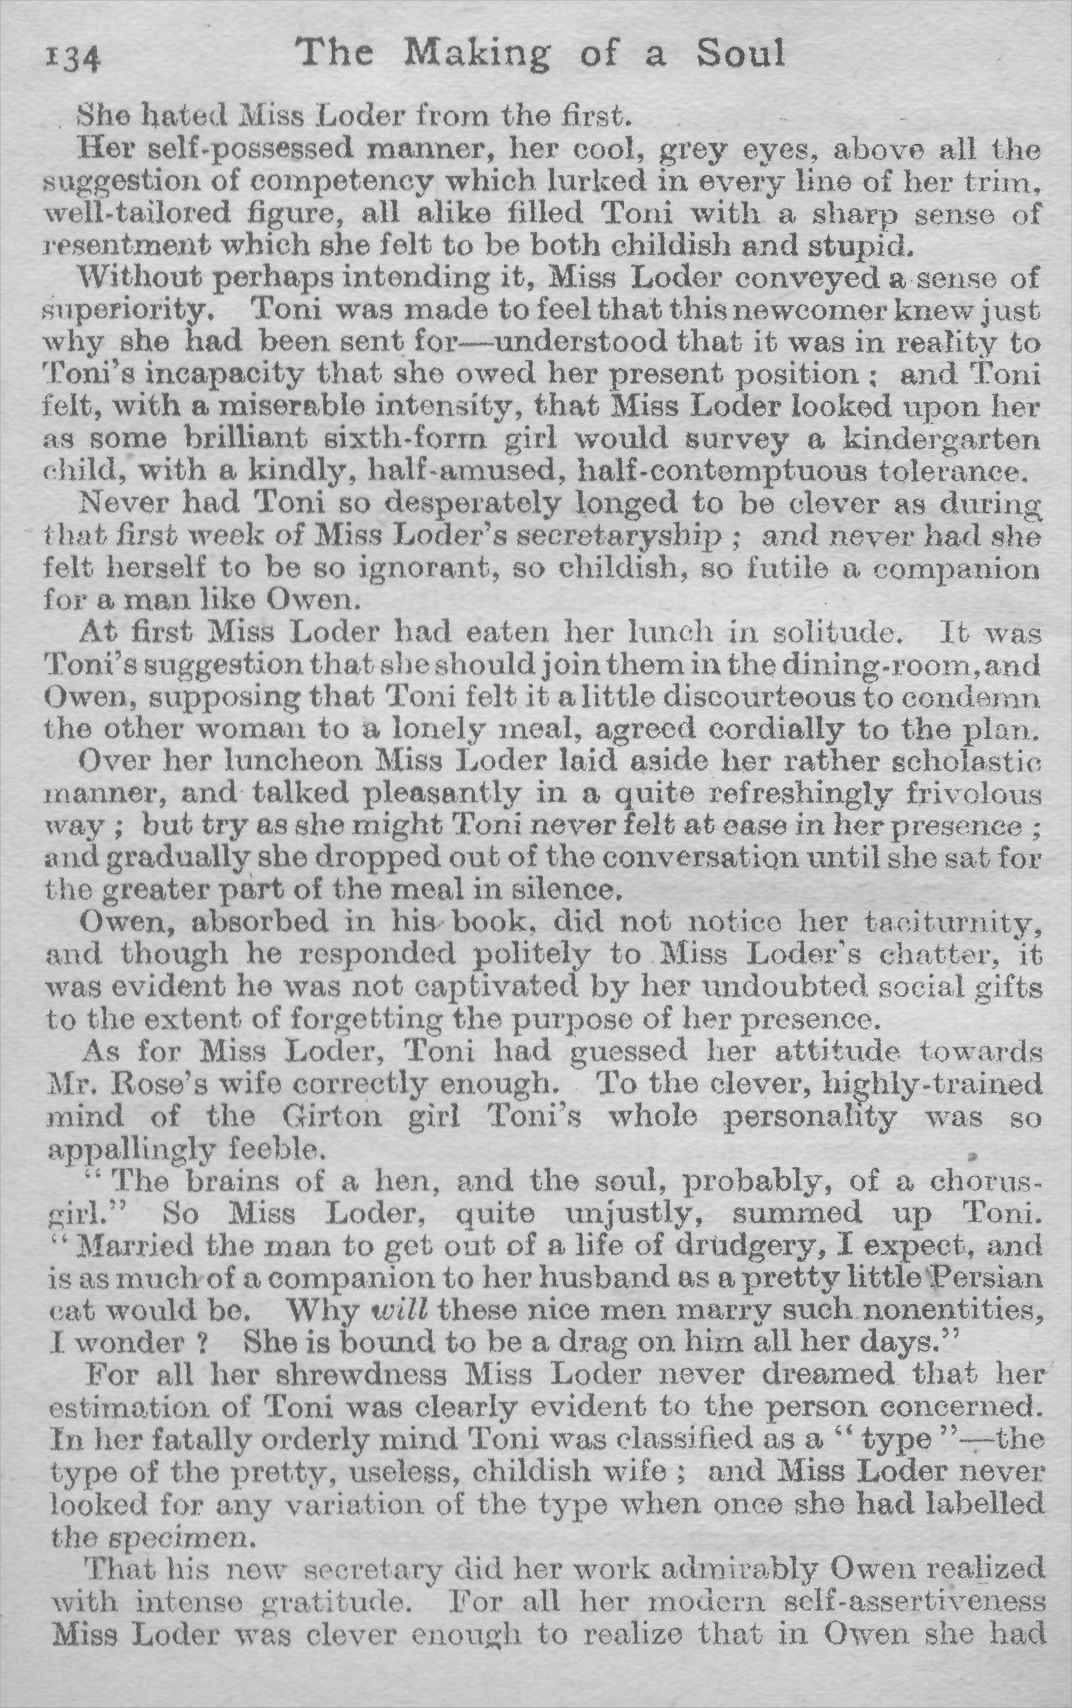 134 The Making of a Soul
She hated Miss Loder from the first.
Her self-possessed manner, her cool, grey eyes, above all the
suggestion of competency which lurked in every line of her trim,
well-tailored figure, all alike filled Toni with a sharp sense of
resentment which she felt to be both childish and stupid.
Without perhaps intending it, Miss Loder conveyed a sense of
superiority. Toni was made to feel that this newcomer knew just
why she had been sent for—understood that it was in reality to
Toni's incapacity that she owed her present position ; and Toni
felt, with a miserable intensity, that Miss Loder looked upon her
as some brilliant sixth-form girl would survey a kindergarten
child, with a kindly, half-amused, half-contemptuous tolerance.
Never had Toni so desperately longed to be clever as during
that first week of Miss Loder's secretaryship ; and never had she
felt herself to be so ignorant, so childish, so futile a companion
for a man like Owen.
At first Miss Loder had eaten her lunch in solitude. It was
Toni's suggestion that she should join them in the dining-room, and
Owen, supposing that Toni felt it a little discourteous to condemn
the other woman to a lonely meal, agreed cordially to the plan.
Over her luncheon Miss Loder laid aside her rather scholastic
manner, and talked pleasantly in a quite refreshingly frivolous
way ; but try as she might Toni never felt at ease in her presence ;
and gradually she dropped out of the conversation until she sat for
the greater part of the meal in silence.
Owen, absorbed in his book, did not notice her taciturnity,
and though he responded politely to Miss Loder's chatter, it
was evident he was not captivated by her undoubted social gifts
to the extent of forgetting the purpose of her presence.
As for Miss Loder, Toni had guessed her attitude towards
Mr. Rose's wife correctly enough. To the clever, highly-trained
mind of the Girton girl Toni's whole personality was so
appallingly feeble.
"The brains of a hen, and the soul, probably, of a chorus-
girl." So Miss Loder, quite unjustly, summed up Toni.
"Married the man to get out of a life of drudgery, I expect, and
is as much of a companion to her husband as a pretty little Persian
cat would be. Why will these nice men marry such nonentities,
I wonder ? She is bound to be a drag on him all her days."
For all her shrewdness Miss Loder never dreamed that her
estimation of Toni was clearly evident to the person concerned.
In her fatally orderly mind Toni was classified as a "type"—the
type of the pretty, useless, childish wife ; and Miss Loder never
looked for any variation of the type when once she had labelled
the specimen.
That his new secretary did her work admirably Owen realized
with intense gratitude. For all her modern self-assertiveness
Miss Loder was clever enough to realize that in Owen she had